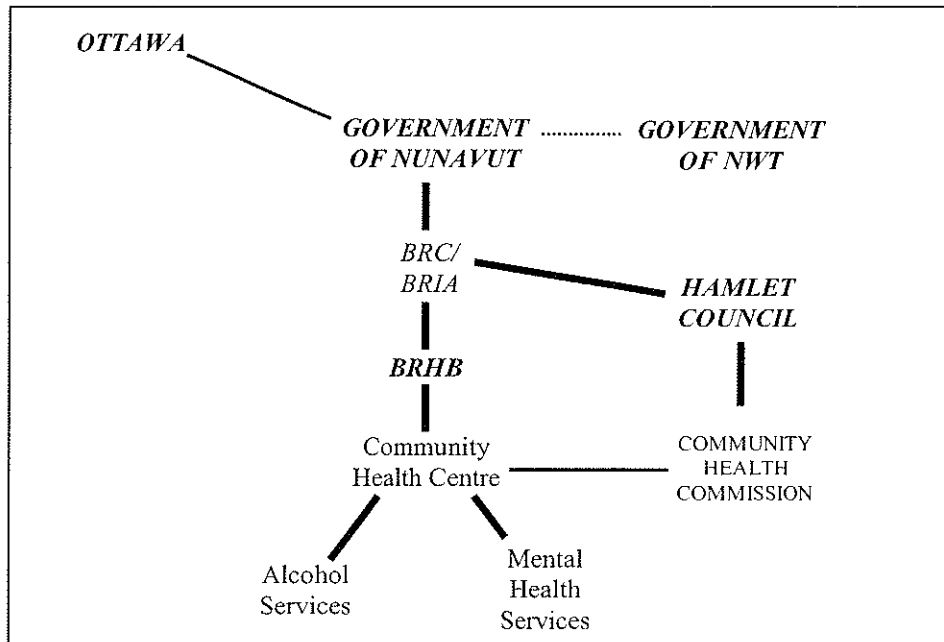 OTTAWA
GOVERNMENT
OF NUNAVUT
GOVERNMENT
OF NWT
BRC/
BRIA
HAMLET
COUNCIL
BRHB
Community
Health Centre
COMMUNITY
HEALTH
COMMISSION
Alcohol
Services
Mental
Health
Services